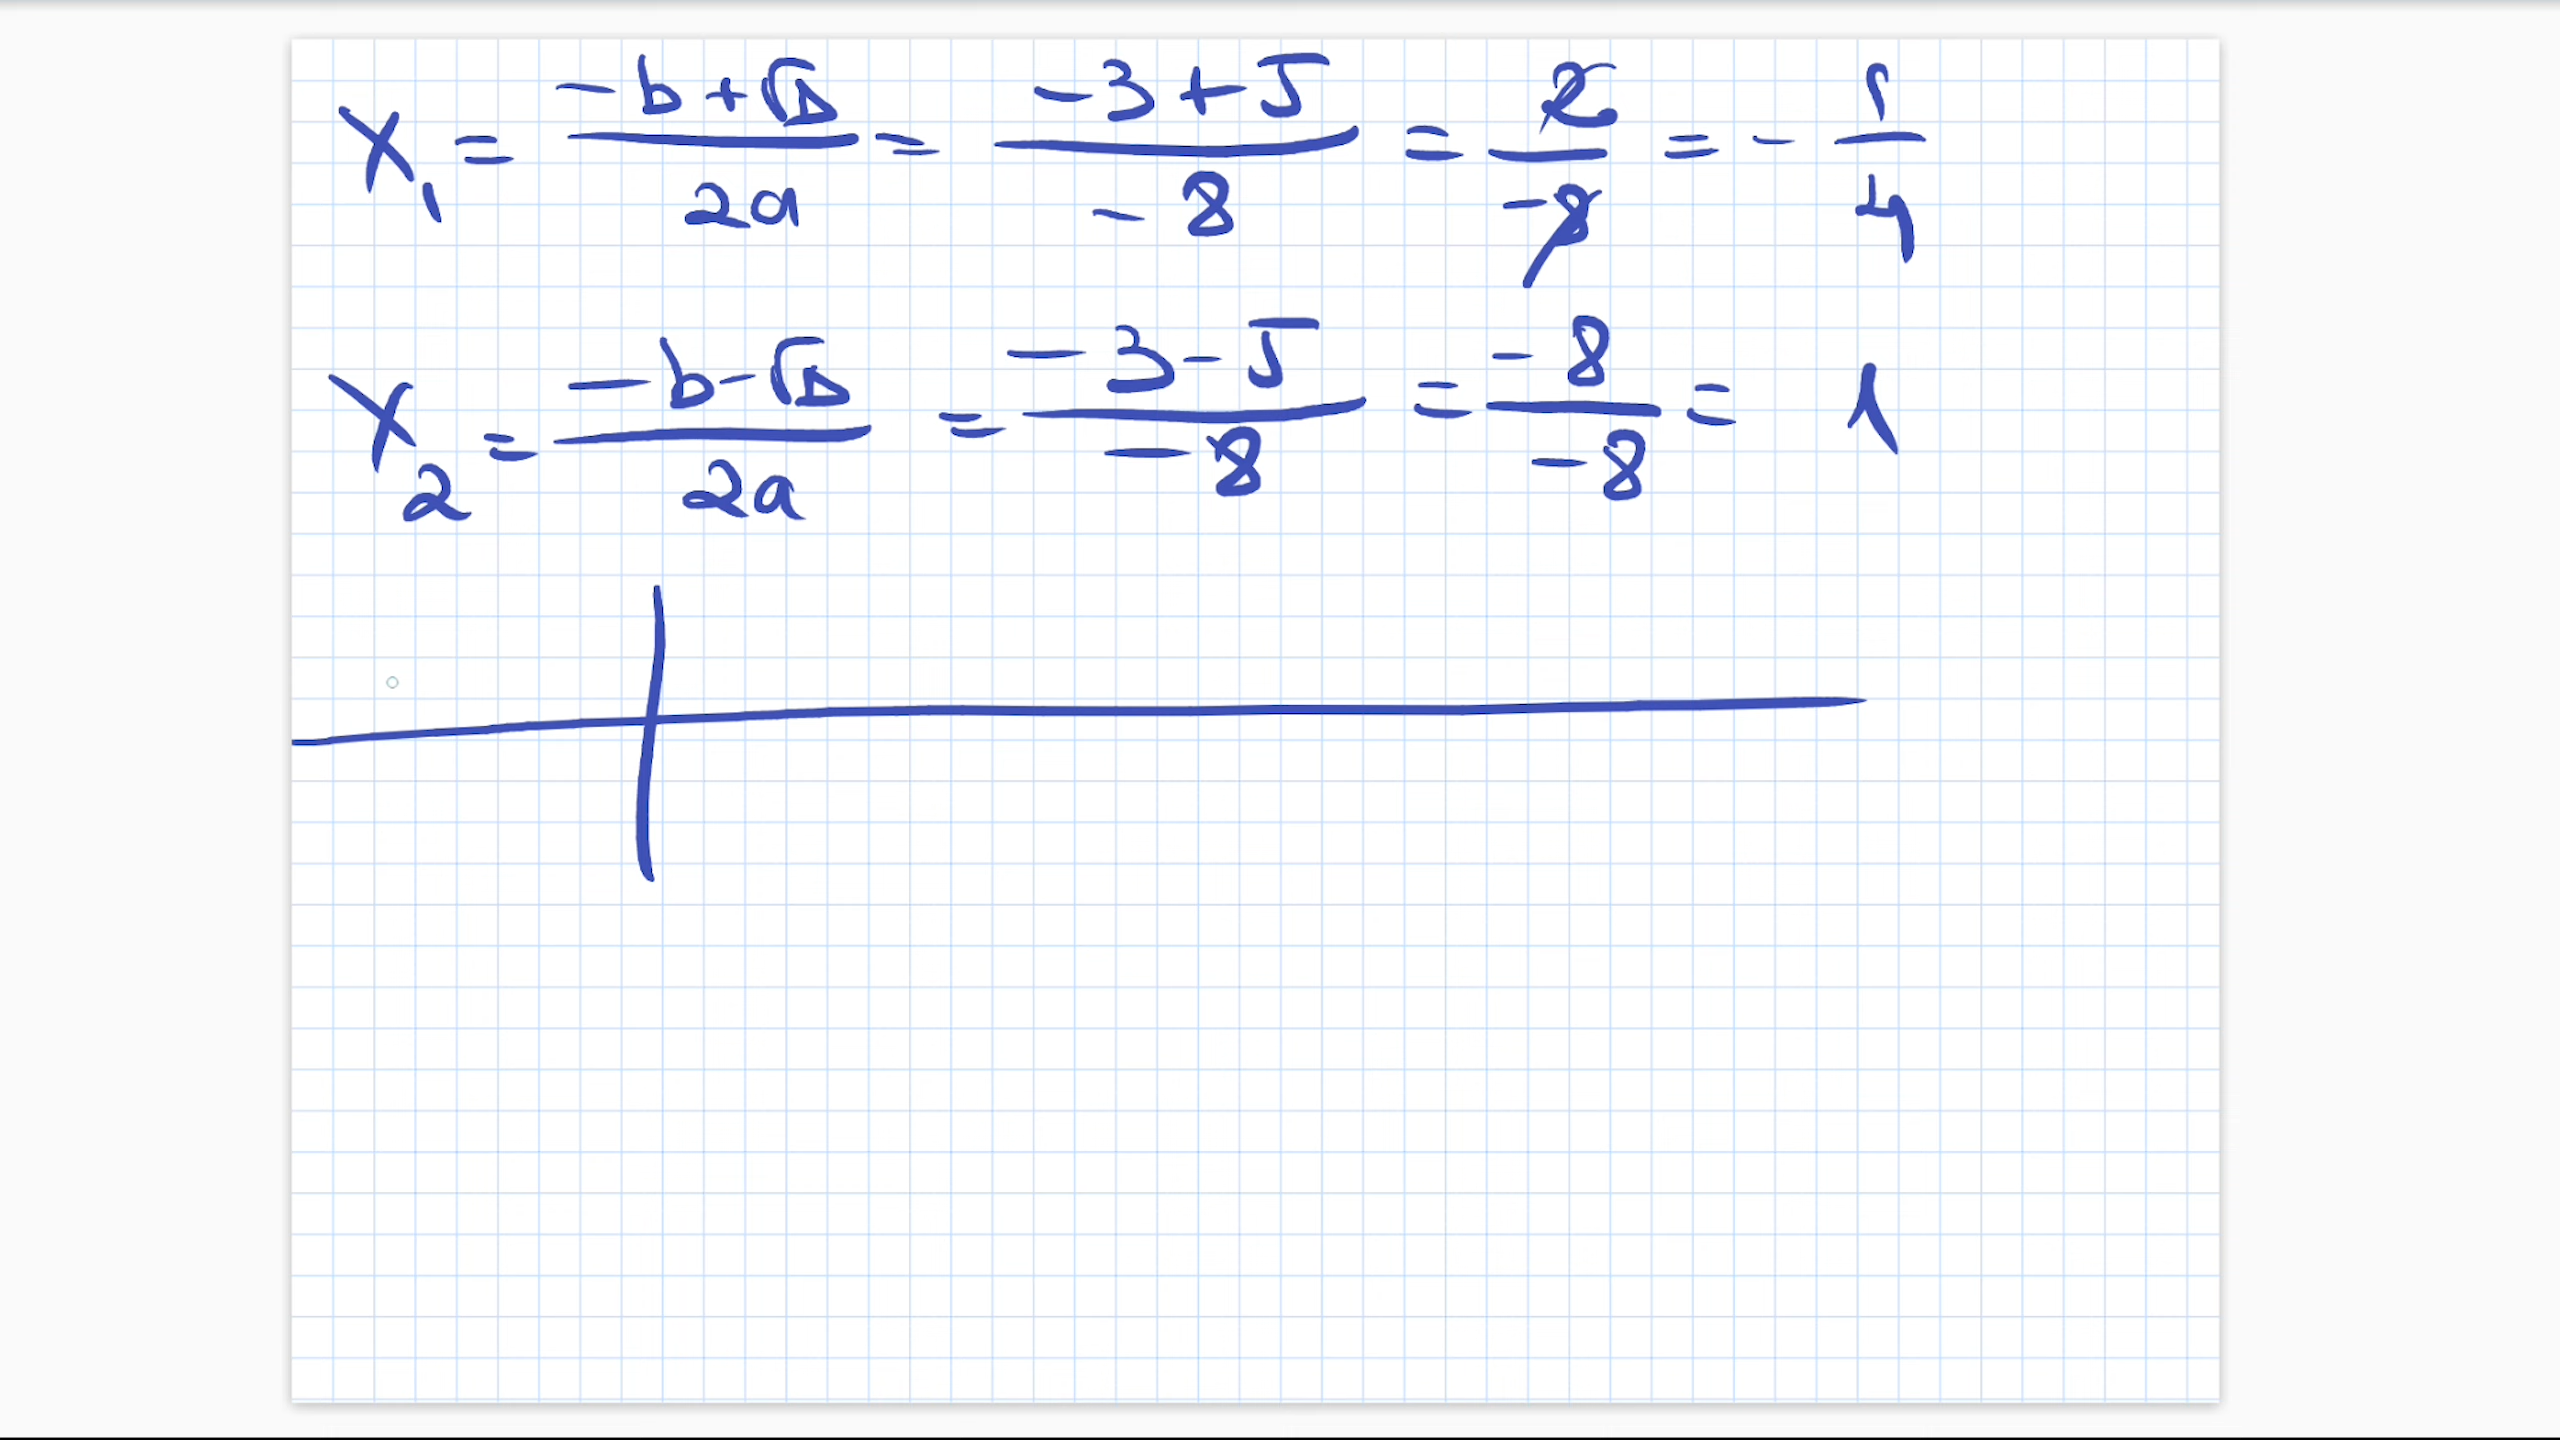 X₁ = (-b+√Δ)/(2a) = (-3+5)/(-8) = 2/(-8) = -1/4
X₂ = (-b-√Δ)/(2a) = (-3-5)/(-8) = (-8)/(-8) = 1